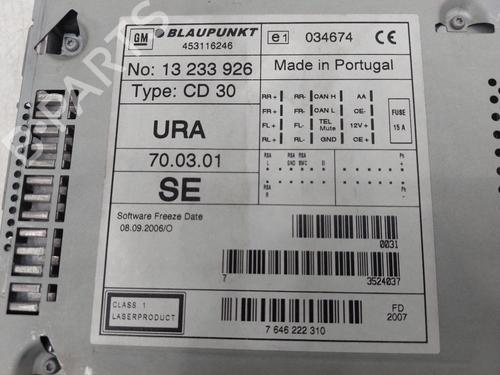 GM BLAUPUNKT
453116246
e1 034674 CE
No: 13 233 926
Made in Portugal
Type: CD 30
RR+ RR- CAN H AA
FR+ FR- CAN L CE-
FL+ FL- TEL Mute 12V+
RL+ RL- GND CE+
FUSE
15 A
URA
70.03.01
SE
Software Freeze Date
08.09.2006/O
0031
7 3524037
CLASS 1
LASERPRODUCT
7 646 222 310
FD
2007